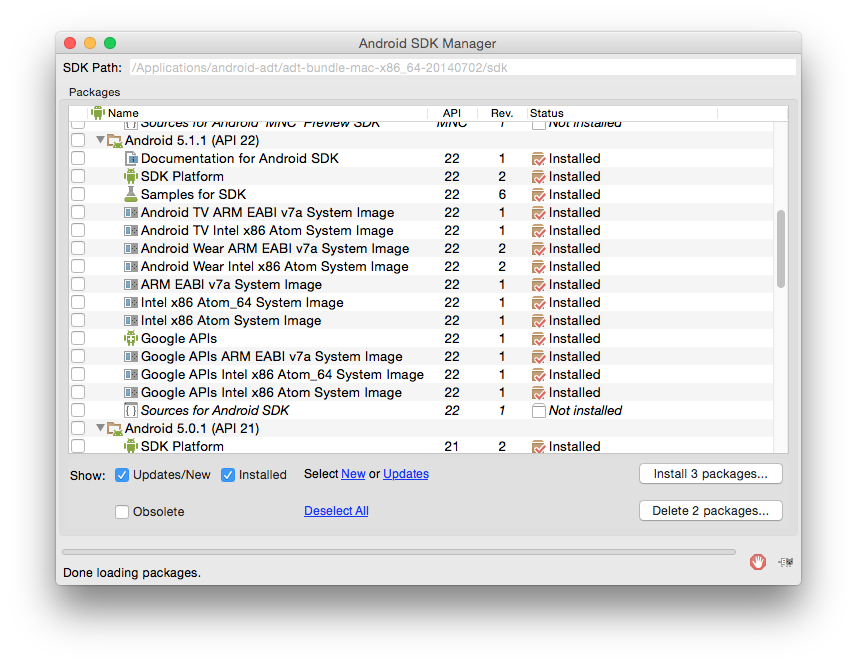 Android SDK Manager
SDK Path: /Applications/android-adt/adt-bundle-mac-x86_64-20140702/sdk
Packages
Name API Rev. Status
Sources for Android 'MNC' Preview SDK MNC 1 Not installed
Android 5.1.1 (API 22)
Documentation for Android SDK 22 1 Installed
SDK Platform 22 2 Installed
Samples for SDK 22 6 Installed
Android TV ARM EABI v7a System Image 22 1 Installed
Android TV Intel x86 Atom System Image 22 1 Installed
Android Wear ARM EABI v7a System Image 22 2 Installed
Android Wear Intel x86 Atom System Image 22 2 Installed
ARM EABI v7a System Image 22 1 Installed
Intel x86 Atom_64 System Image 22 1 Installed
Intel x86 Atom System Image 22 1 Installed
Google APIs 22 1 Installed
Google APIs ARM EABI v7a System Image 22 1 Installed
Google APIs Intel x86 Atom_64 System Image 22 1 Installed
Google APIs Intel x86 Atom System Image 22 1 Installed
Sources for Android SDK 22 1 Not installed
Android 5.0.1 (API 21)
SDK Platform 21 2 Installed
Show: Updates/New Installed Select New or Updates Install 3 packages...
Obsolete Deselect All Delete 2 packages...
Done loading packages.